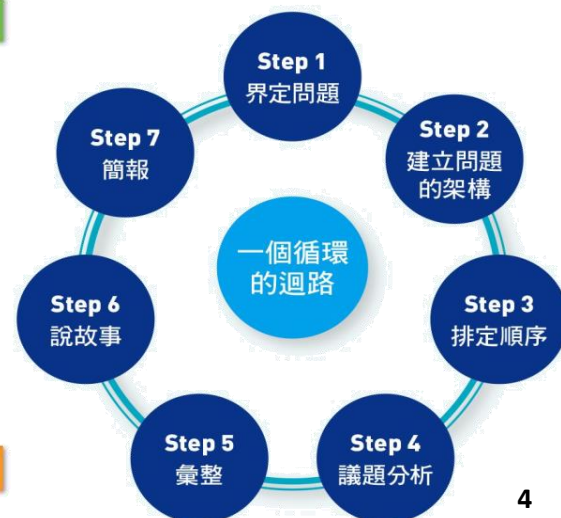 Step 1
界定問題
Step 2
建立問題
的架構
Step 3
排定順序
Step 4
議題分析
Step 5
彙整
Step 6
說故事
Step 7
簡報
一個循環
的迴路
4